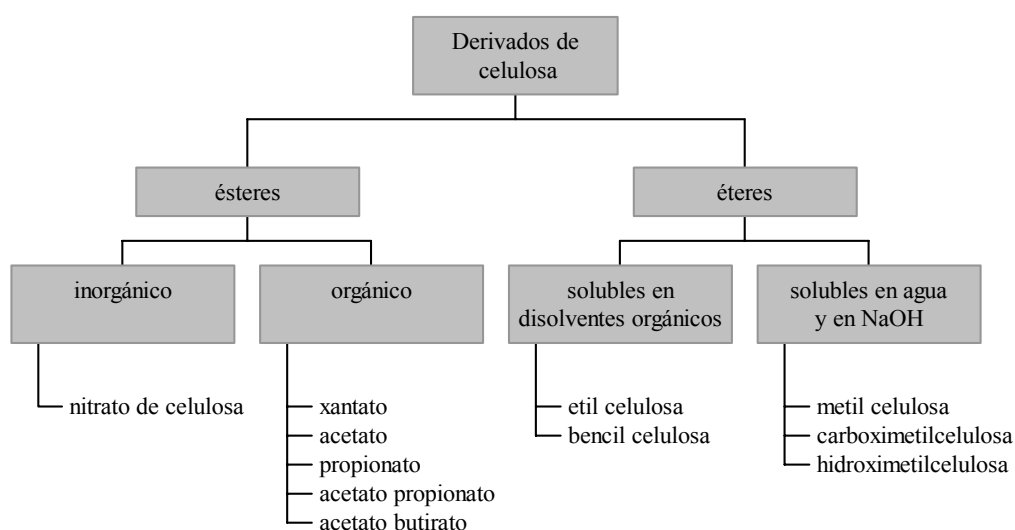 Derivados de
celulosa
ésteres
éteres
inorgánico
orgánico
solubles en
disolventes orgánicos
solubles en agua
y en NaOH
nitrato de celulosa
xantato
acetato
propionato
acetato propionato
acetato butirato
etil celulosa
bencil celulosa
metil celulosa
carboximetilcelulosa
hidroximetilcelulosa